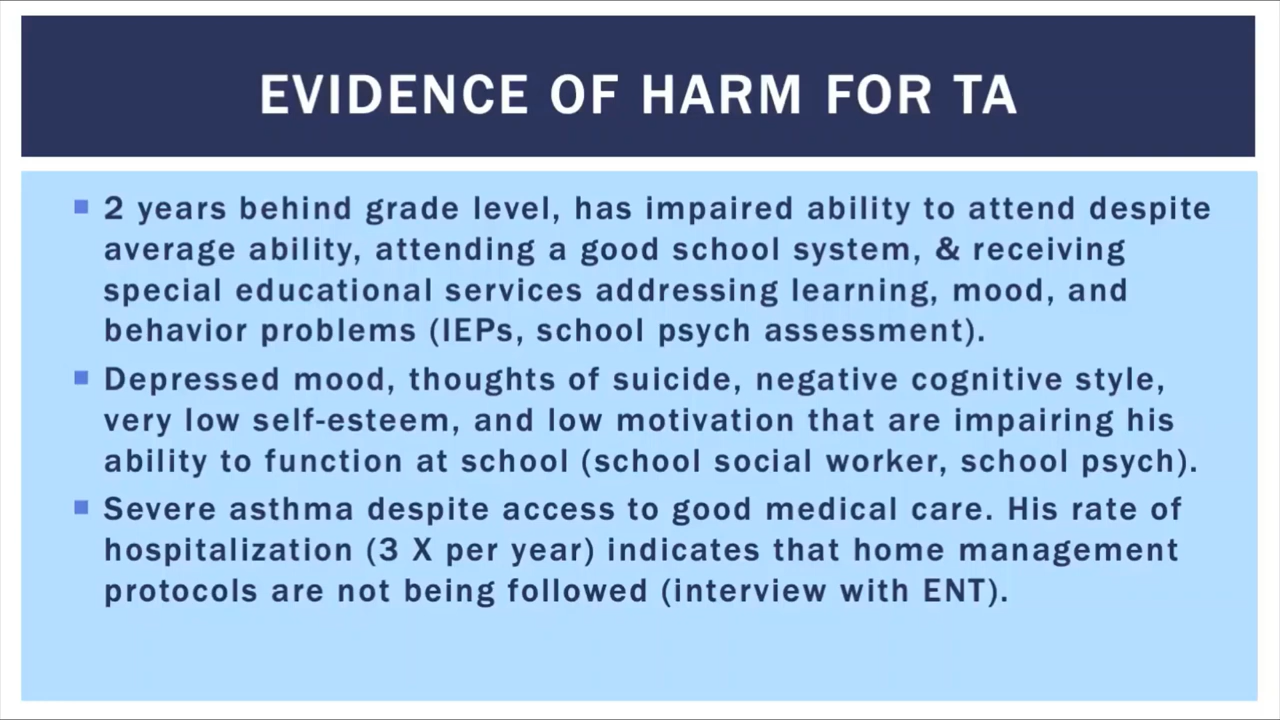 EVIDENCE OF HARM FOR TA
2 years behind grade level, has impaired ability to attend despite
average ability, attending a good school system, & receiving
special educational services addressing learning, mood, and
behavior problems (IEPs, school psych assessment).
Depressed mood, thoughts of suicide, negative cognitive style,
very low self-esteem, and low motivation that are impairing his
ability to function at school (school social worker, school psych).
Severe asthma despite access to good medical care. His rate of
hospitalization (3 X per year) indicates that home management
protocols are not being followed (interview with ENT).